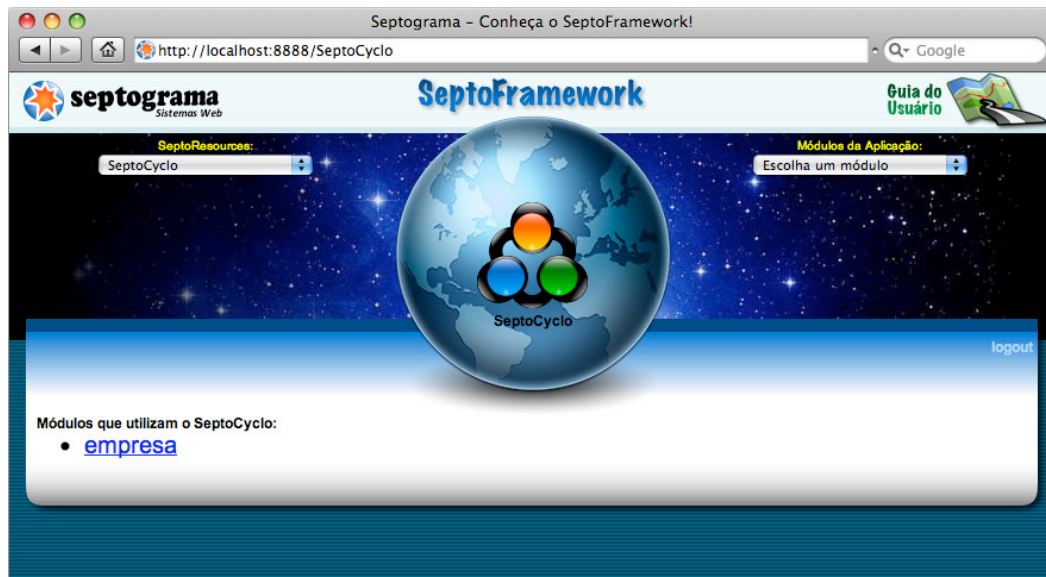 Septograma – Conheça o SeptoFramework!
http://localhost:8888/SeptoCyclo
Google
septograma
Sistemas Web
SeptoFramework
Guia do
Usuário
SeptoResources:
SeptoCyclo
Módulos da Aplicação:
Escolha um módulo
SeptoCyclo
logout
Módulos que utilizam o SeptoCyclo:
• empresa